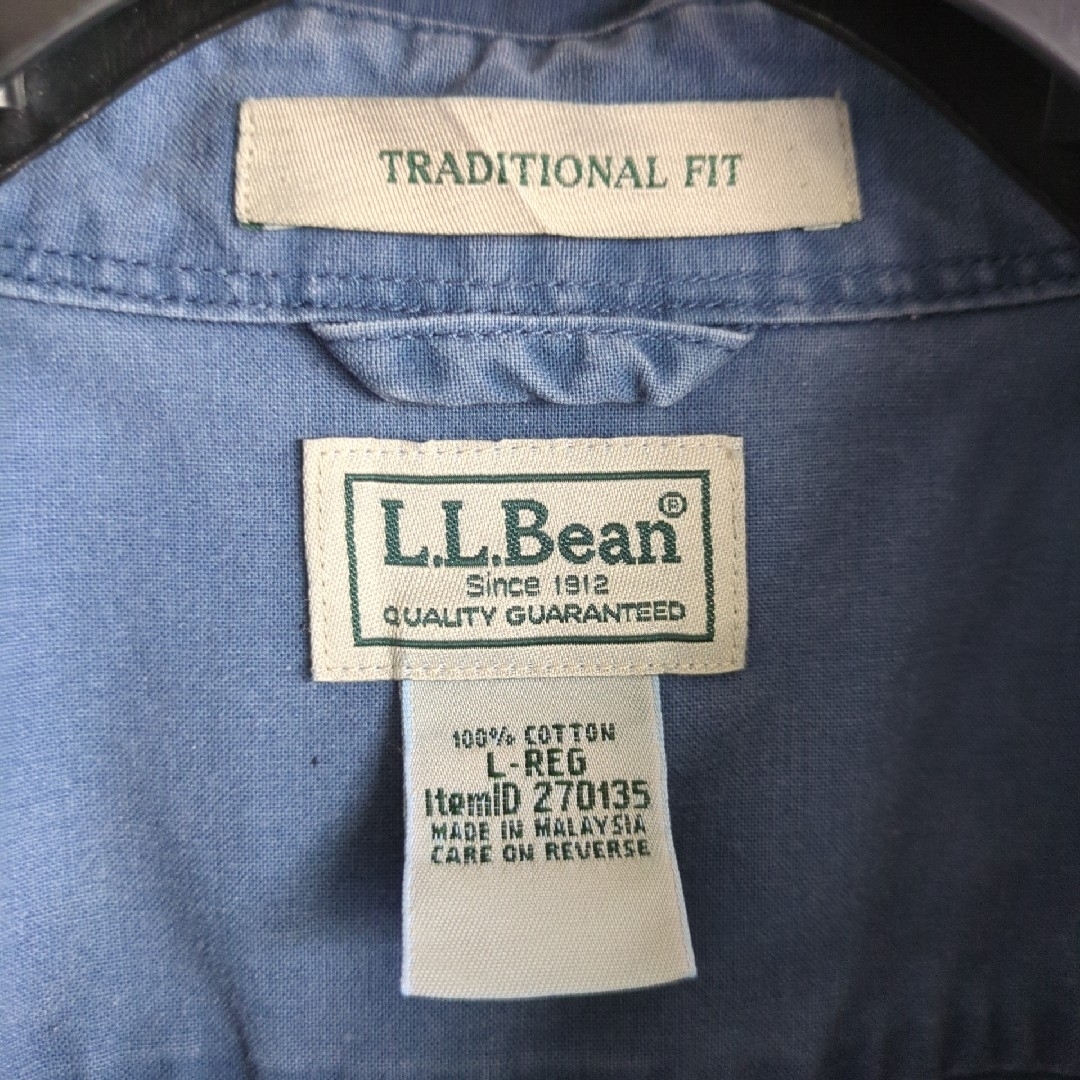 TRADITIONAL FIT
L.L.Bean®
Since 1912
QUALITY GUARANTEED
100% COTTON
L-REG
ItemID 270135
MADE IN MALAYSIA
CARE ON REVERSE